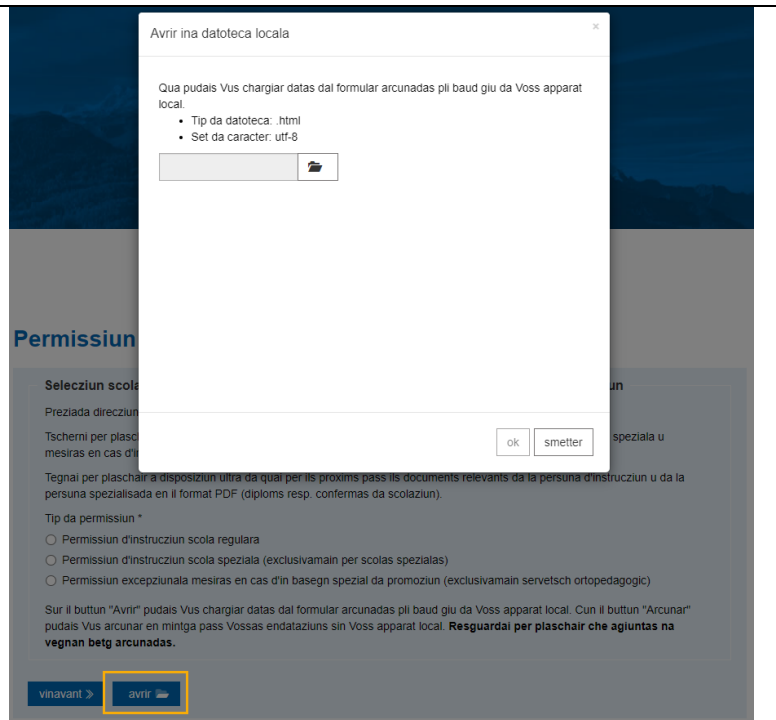 Avrir ina datoteca locala
×
Qua pudais Vus chargiar datas dal formular arcunadas pli baud giu da Voss apparat
local.
• Tip da datoteca: .html
• Set da caracter: utf-8
ok
smetter
Permissiun
Selecziun scola
un
Preziada direcziun
Tscherni per plasch
speziala u
mesiras en cas d'in
Tegnai per plaschair a disposiziun ultra da quai per ils proxims pass ils documents relevants da la persuna d'instrucziun u da la
persuna spezialisada en il format PDF (diploms resp. confermas da scolaziun).
Tip da permissiun *
Permissiun d'instrucziun scola regulara
Permissiun d'instrucziun scola speziala (exclusivamain per scolas spezialas)
Permissiun excepziunala mesiras en cas d'in basegn spezial da promoziun (exclusivamain servetsch ortopedagogic)
Sur il buttun "Avrir" pudais Vus chargiar datas dal formular arcunadas pli baud giu da Voss apparat local. Cun il buttun "Arcunar"
pudais Vus arcunar en mintga pass Vossas endataziuns sin Voss apparat local. Resguardai per plaschair che agiuntas na
vegnan betg arcunadas.
vinavant
avrir